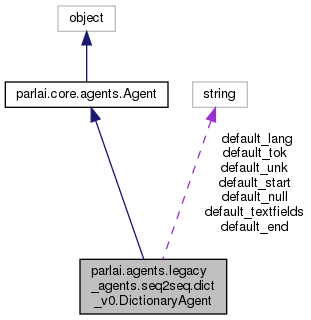 object
parlai.core.agents.Agent
string
default_lang
default_tok
default_unk
default_start
default_null
default_textfields
default_end
parlai.agents.legacy
_agents.seq2seq.dict
_v0.DictionaryAgent